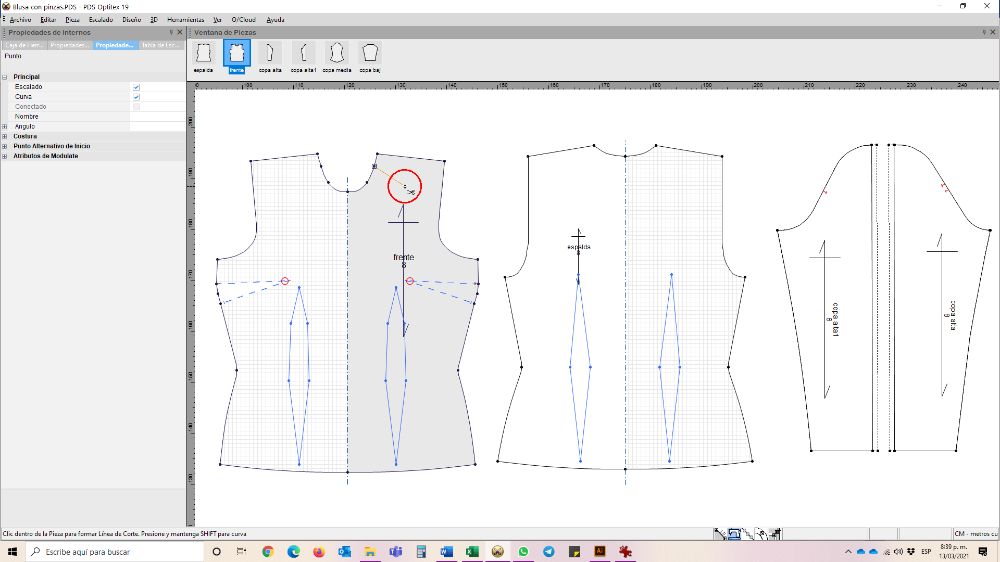 Blusa con pinzas.PDS - PDS Optitex 19
Archivo Editar Pieza Escalado Diseño 3D Herramientas Ver O/Cloud Ayuda
Propiedades de Internos
Caja de Herr... Propiedades... Propiedade... Tabla de Esc...
Punto
Principal
Escalado
Curva
Conectado
Nombre
Angulo
Costura
Punto Alternativo de Inicio
Atributos de Modulate
Ventana de Piezas
espalda frente copa alta copa alta1 copa media copa baj
100 110 120 130 140 150 160 170 180 190 200 210 220 230 240
200
190
180
170
160
150
140
130
frente
8
espalda
8
copa alta1
8
copa alta
8
Clic dentro de la Pieza para formar Línea de Corte. Presione y mantenga SHIFT para curva
CM - metros cu
Escribe aquí para buscar
ESP
8:39 p. m.
13/03/2021